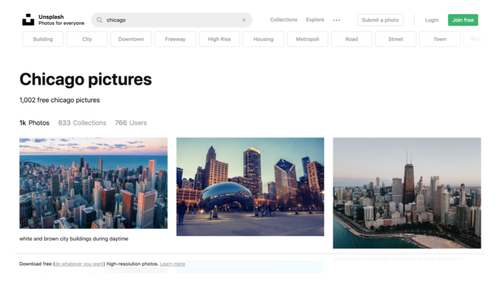 Unsplash
Photos for everyone
chicago
Collections
Explore
Submit a photo
Login
Join free
Building
City
Downtown
Freeway
High Rise
Housing
Metropoli
Road
Street
Town
Chicago pictures
1,002 free chicago pictures
1k Photos
633 Collections
766 Users
white and brown city buildings during daytime
Download free (do whatever you want) high-resolution photos. Learn more